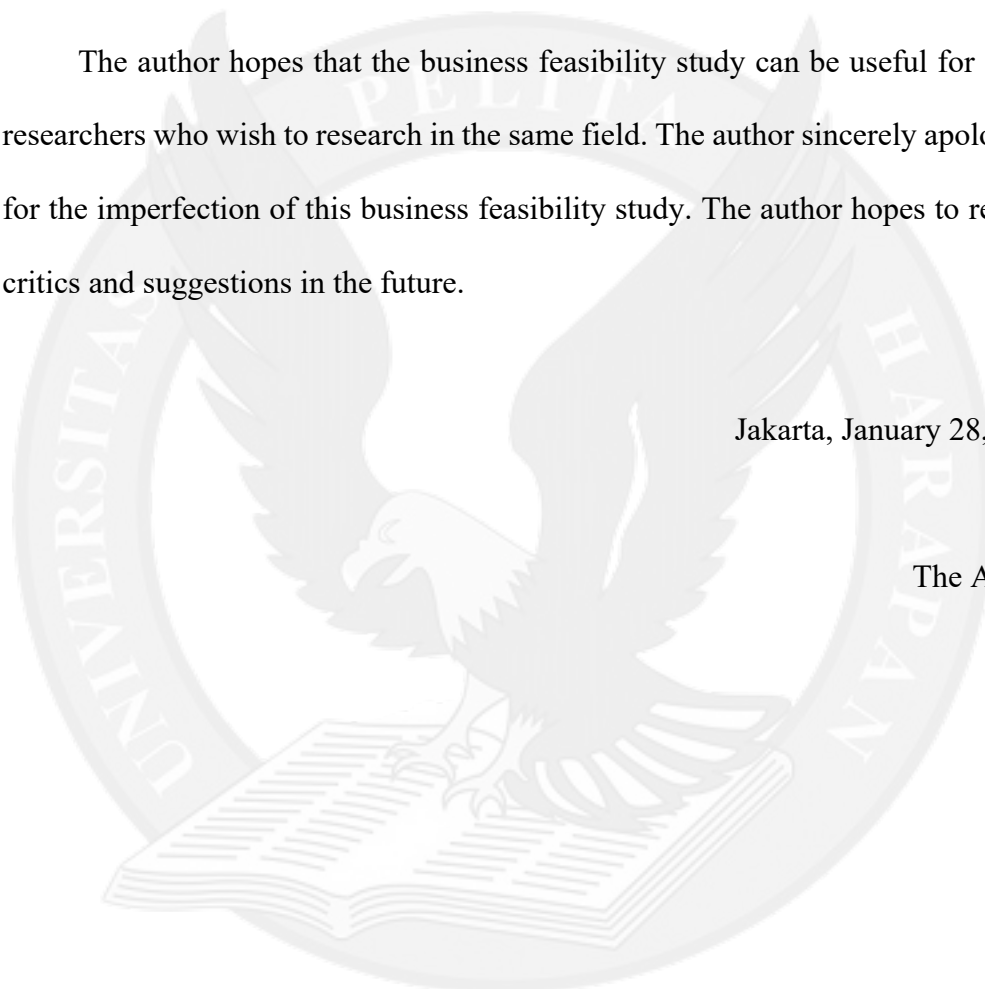 The author hopes that the business feasibility study can be useful for
researchers who wish to research in the same field. The author sincerely
for the imperfection of this business feasibility study. The author hopes to
critics and suggestions in the future.
Jakarta, January 28,
The
UNIVERSITAS PELITA HARAPAN